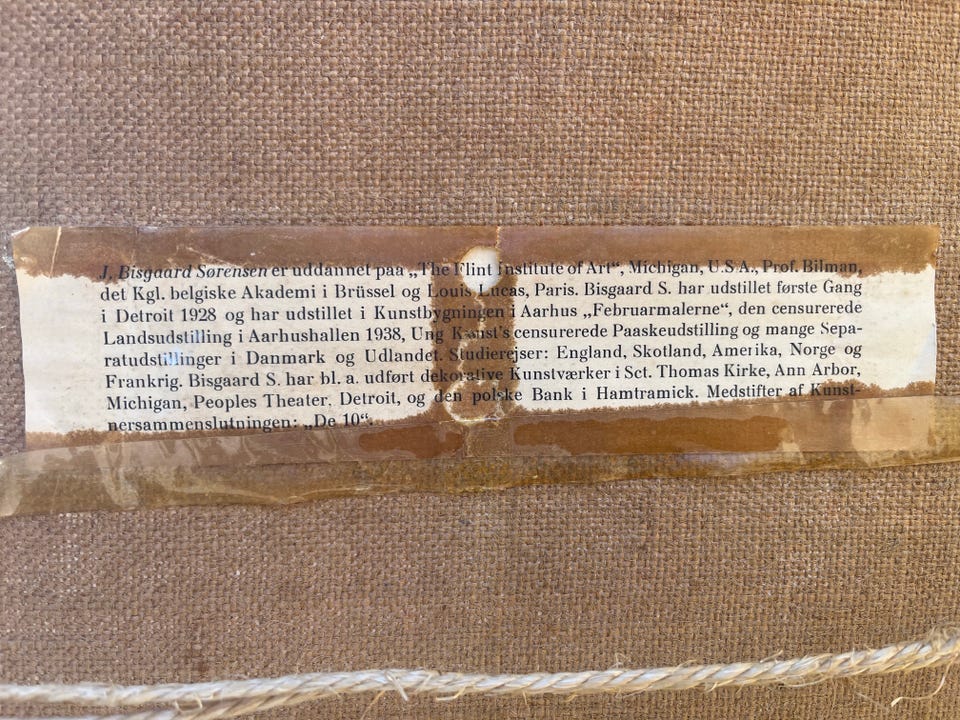 J. Bisgaard Sørensen er uddannet paa „The Flint Institute of Art“, Michigan, U.S.A., Prof. Bilman,
det Kgl. belgiske Akademi i Brüssel og Louis Lucas, Paris. Bisgaard S. har udstillet første Gang
i Detroit 1928 og har udstillet i Kunstbygningen i Aarhus „Februarmalerne“, den censurerede
Landsudstilling i Aarhushallen 1938, Ung Kunst's censurerede Paaskeudstilling og mange Sepa-
ratudstillinger i Danmark og Udlandet. Studierejser: England, Skotland, Amerika, Norge og
Frankrig. Bisgaard S. har bl. a. udført dekorative Kunstværker i Sct. Thomas Kirke, Ann Arbor,
Michigan, Peoples Theater, Detroit, og den polske Bank i Hamtramick. Medstifter af Kunst-
nersammenslutningen: „De 10“.